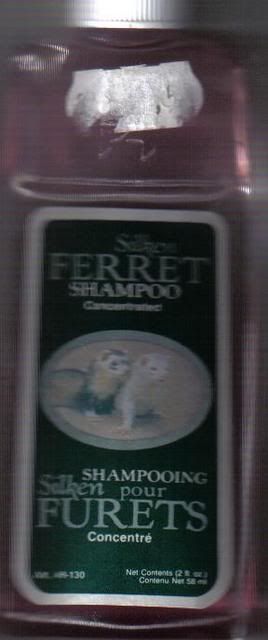 Silken
FERRET
SHAMPOO
Concentrated
SHAMPOOING
Silken pour
FURETS
Concentré
Net Contents (2 fl. oz.)
Contenu Net 58 ml